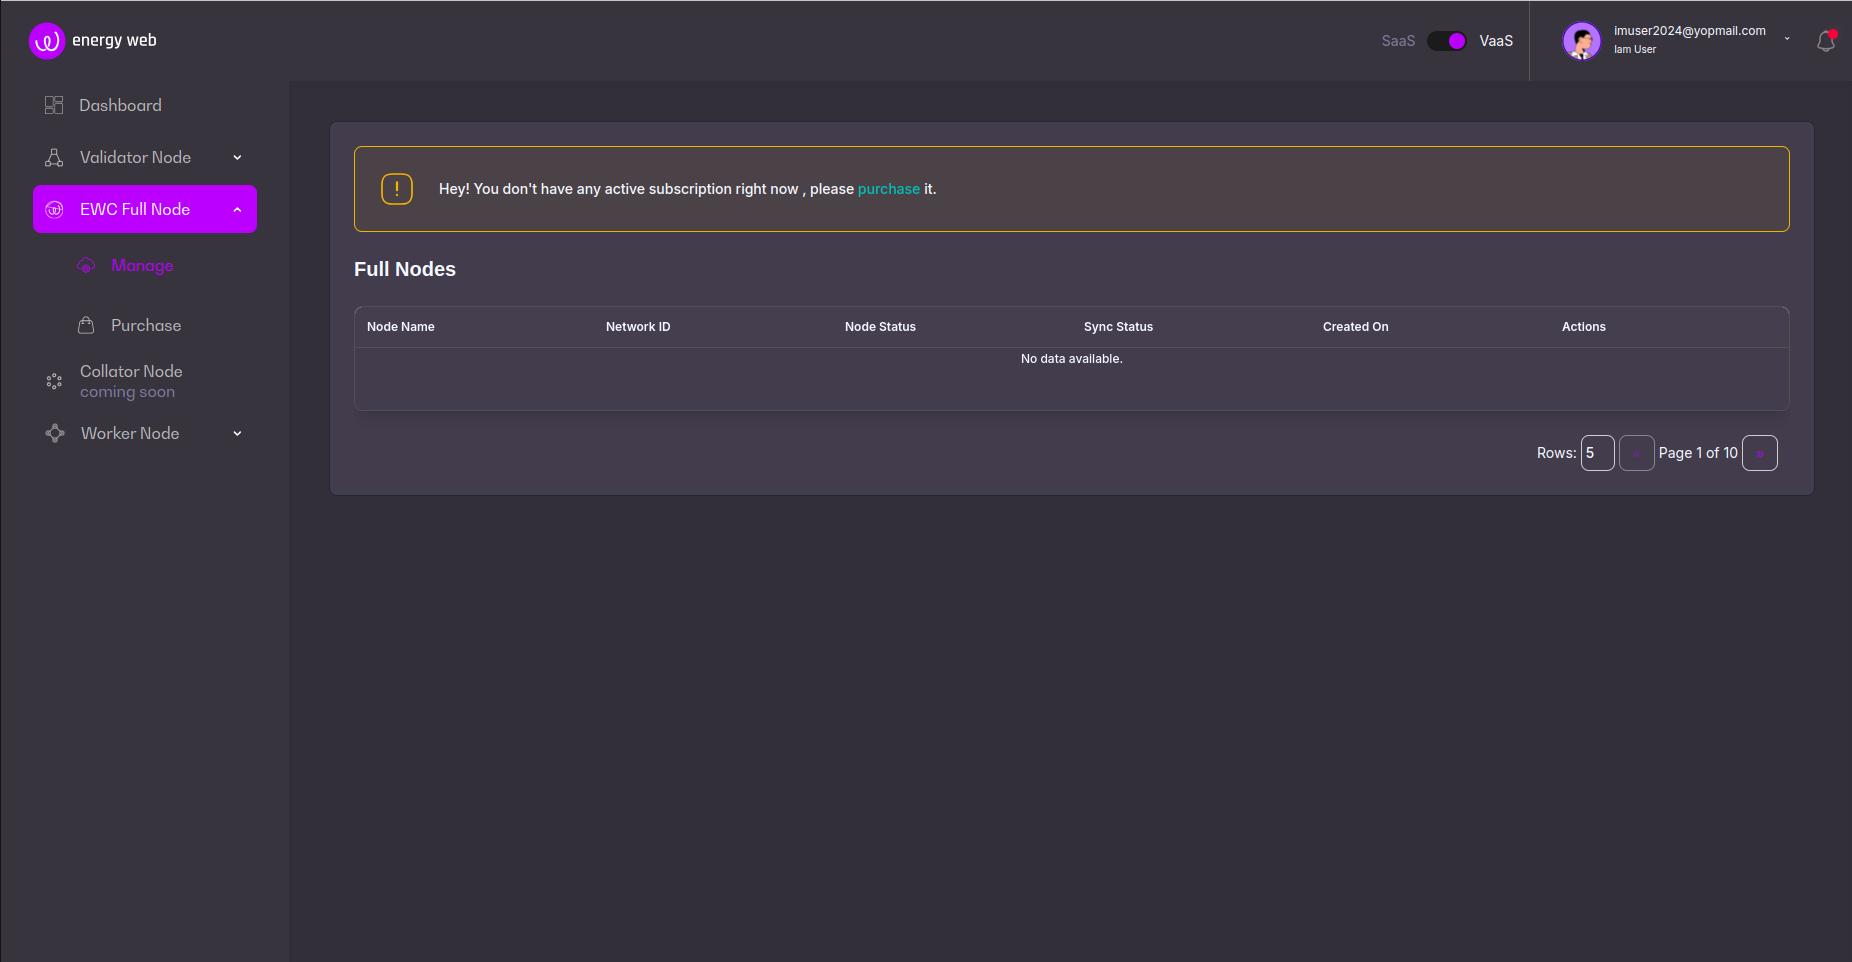 energy web
SaaS
VaaS
imuser2024@yopmail.com
Iam User
Dashboard
Validator Node
EWC Full Node
Manage
Purchase
Collator Node
coming soon
Worker Node
Hey! You don't have any active subscription right now , please purchase it.
Full Nodes
Node Name Network ID Node Status Sync Status Created On Actions
No data available.
Rows: 5 « Page 1 of 10 »